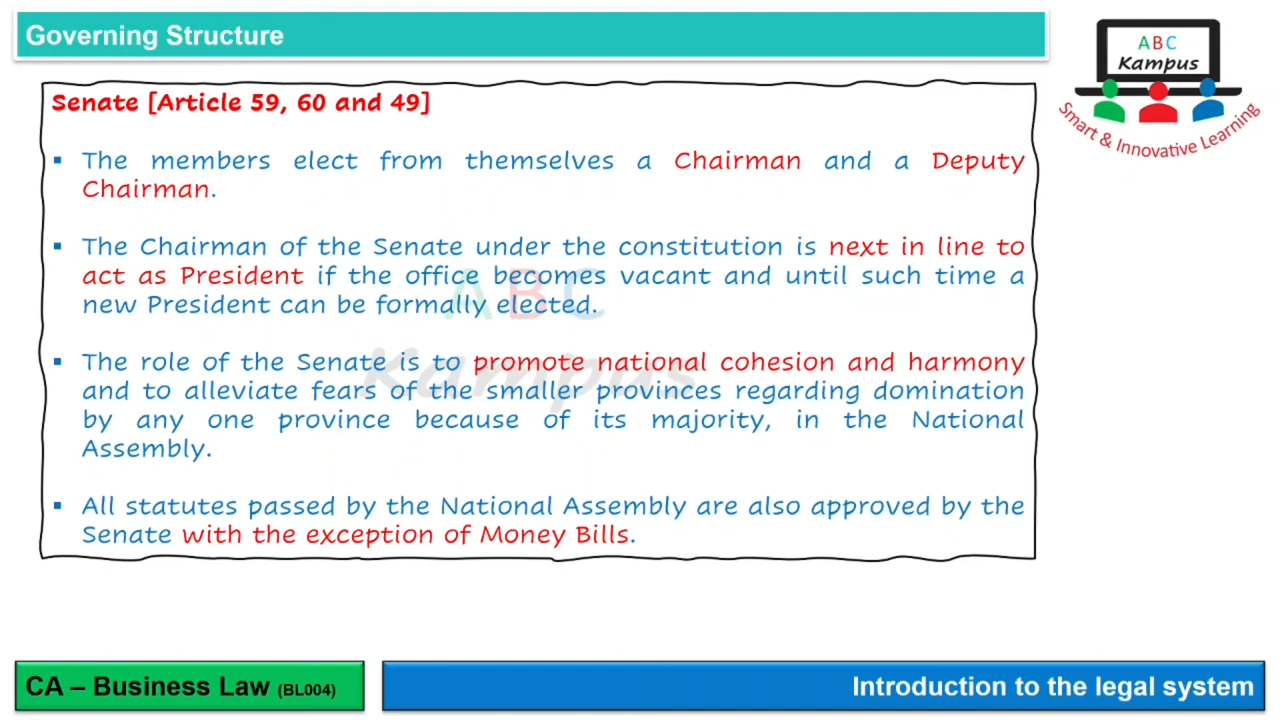 Governing Structure
ABC
Kampus
Smart & Innovative Learning
Senate [Article 59, 60 and 49]
▪ The members elect from themselves a Chairman and a Deputy
Chairman.
▪ The Chairman of the Senate under the constitution is next in line to
act as President if the office becomes vacant and until such time a
new President can be formally elected.
▪ The role of the Senate is to promote national cohesion and harmony
and to alleviate fears of the smaller provinces regarding domination
by any one province because of its majority, in the National
Assembly.
▪ All statutes passed by the National Assembly are also approved by the
Senate with the exception of Money Bills.
ABC
Kampus
CA – Business Law (BL004)
Introduction to the legal system